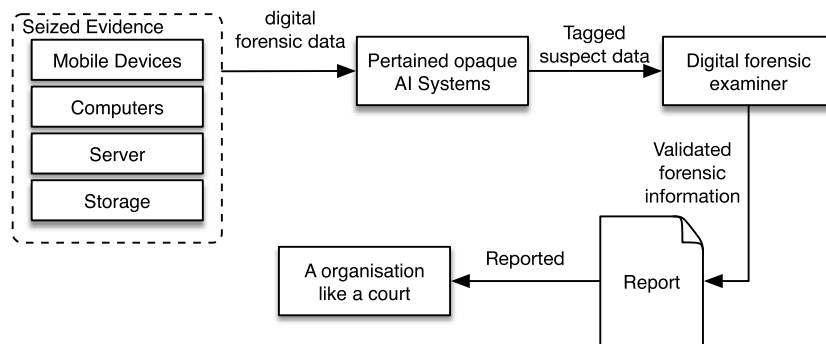 Seized Evidence
Mobile Devices
Computers
Server
Storage
digital
forensic data
Pertained opaque
AI Systems
Tagged
suspect data
Digital forensic
examiner
Validated
forensic
information
Report
Reported
A organisation
like a court